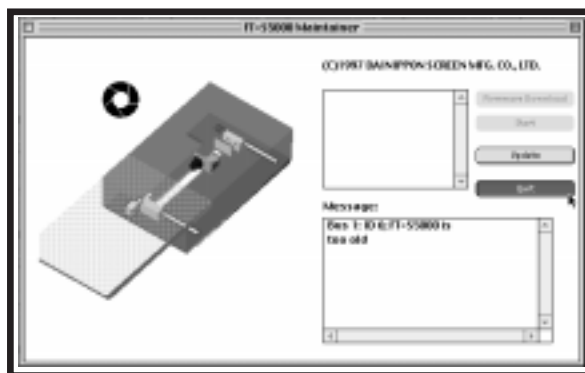 FT-S5000 Maintainer
(C)1997 DAINIPPON SCREEN MFG. CO., LTD.
Firmware Download
Start
Update
Quit
Message:
Bus 1: ID 6: FT-S5000 is
too old